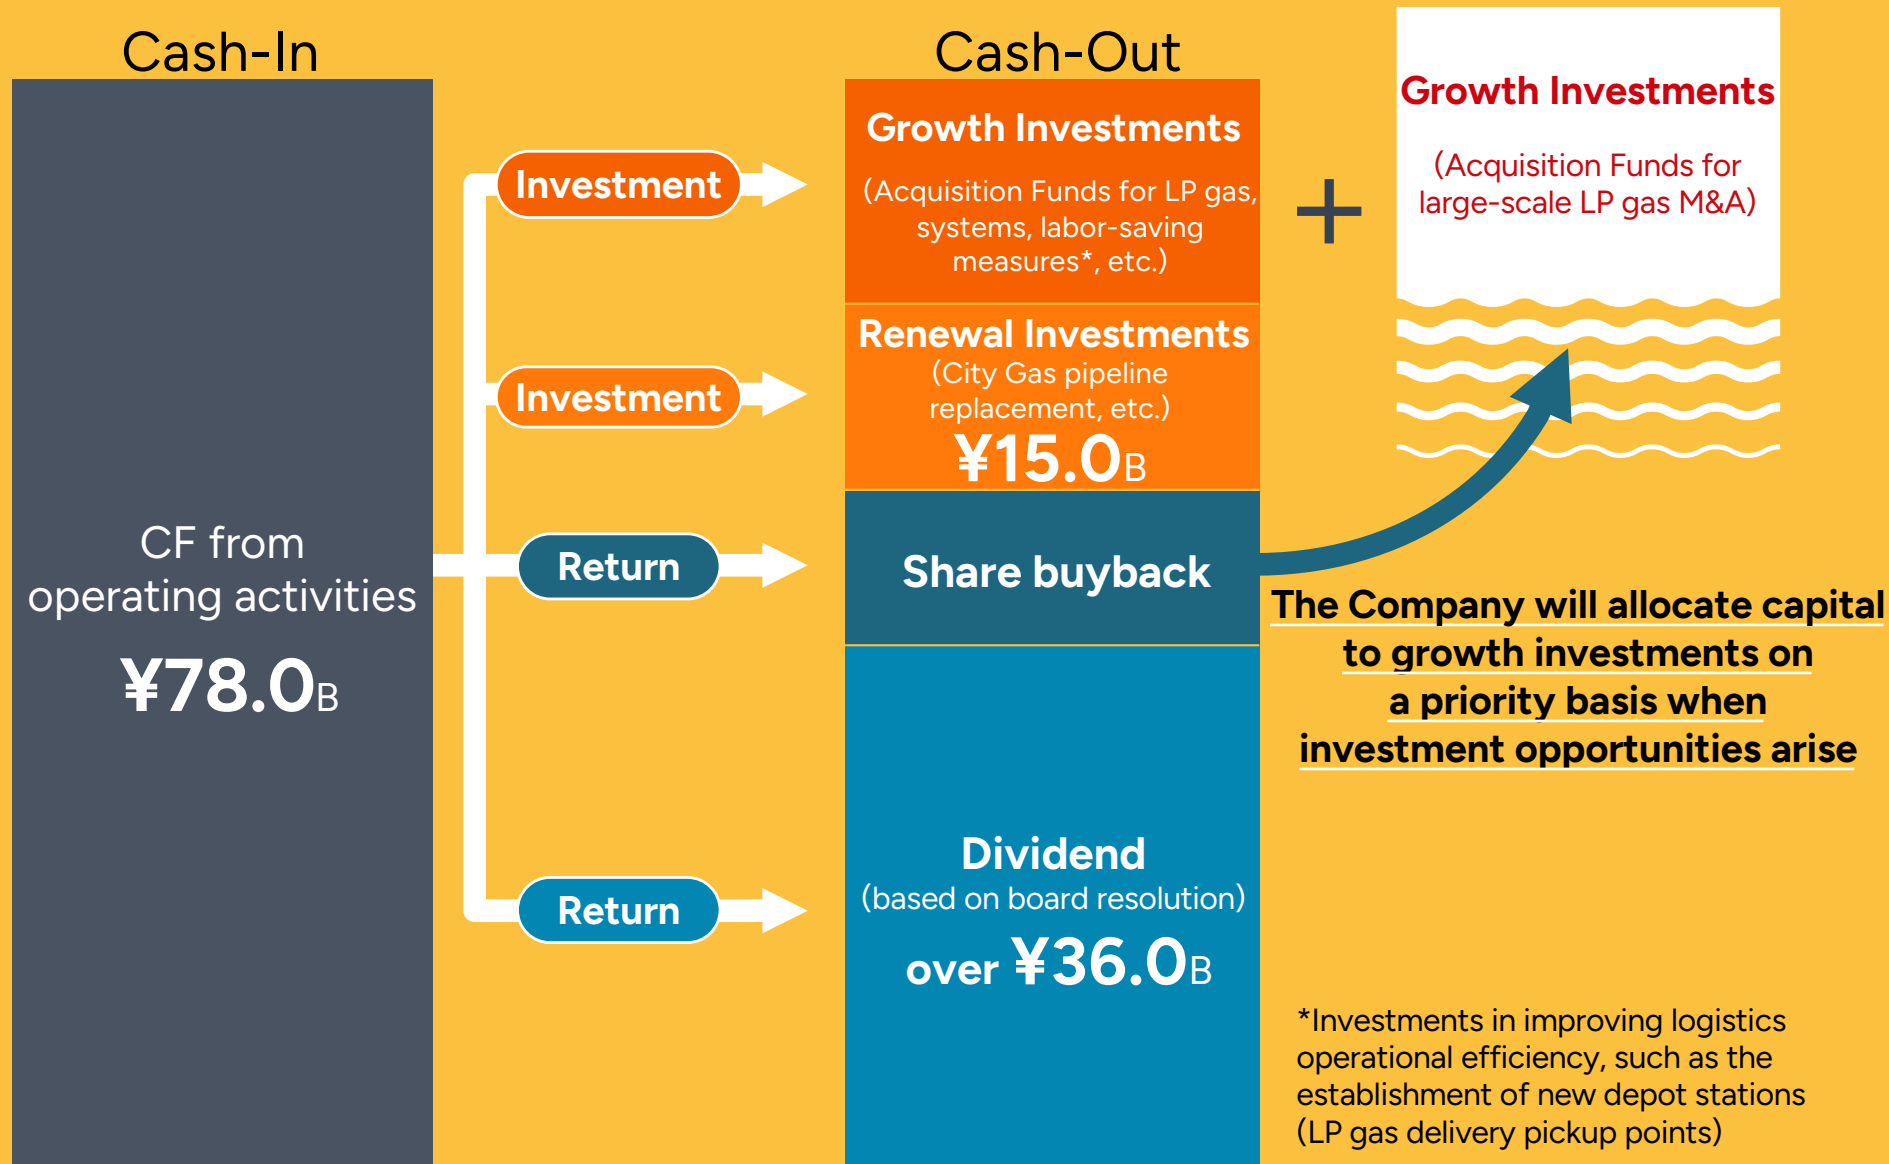 Cash-In
CF from
operating activities
¥78.0B
Investment
Investment
Return
Return
Cash-Out
Growth Investments
(Acquisition Funds for LP gas,
systems, labor-saving
measures*, etc.)
Renewal Investments
(City Gas pipeline
replacement, etc.)
¥15.0B
Share buyback
Dividend
(based on board resolution)
over ¥36.0B
+
Growth Investments
(Acquisition Funds for
large-scale LP gas M&A)
The Company will allocate capital
to growth investments on
a priority basis when
investment opportunities arise
*Investments in improving logistics
operational efficiency, such as the
establishment of new depot stations
(LP gas delivery pickup points)